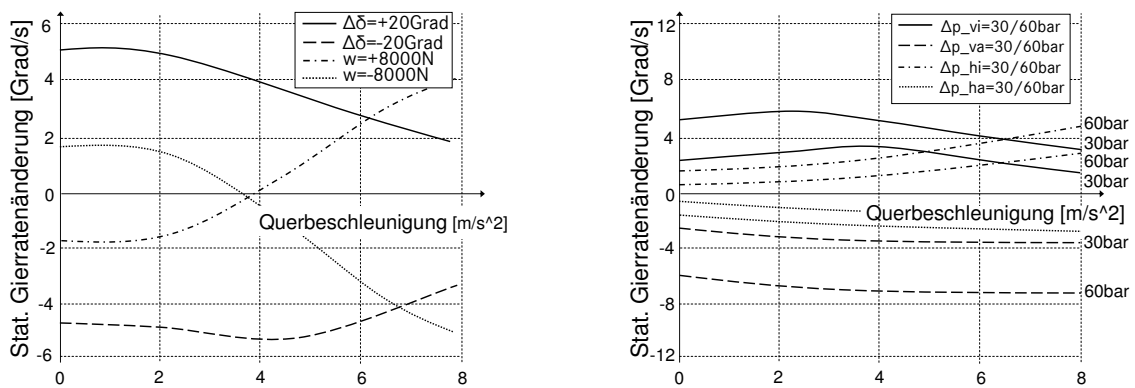 Stat. Gierratenänderung [Grad/s]
6
4
2
0
-2
-4
-6
Δδ=+20Grad
Δδ=-20Grad
w=+8000N
w=-8000N
Querbeschleunigung [m/s^2]
0 2 4 6 8
Stat. Gierratenänderung [Grad/s]
12
8
4
0
-4
-8
-12
Δp_vi=30/60bar
Δp_va=30/60bar
Δp_hi=30/60bar
Δp_ha=30/60bar
60bar
30bar
60bar
30bar
Querbeschleunigung [m/s^2]
30bar
60bar
0 2 4 6 8